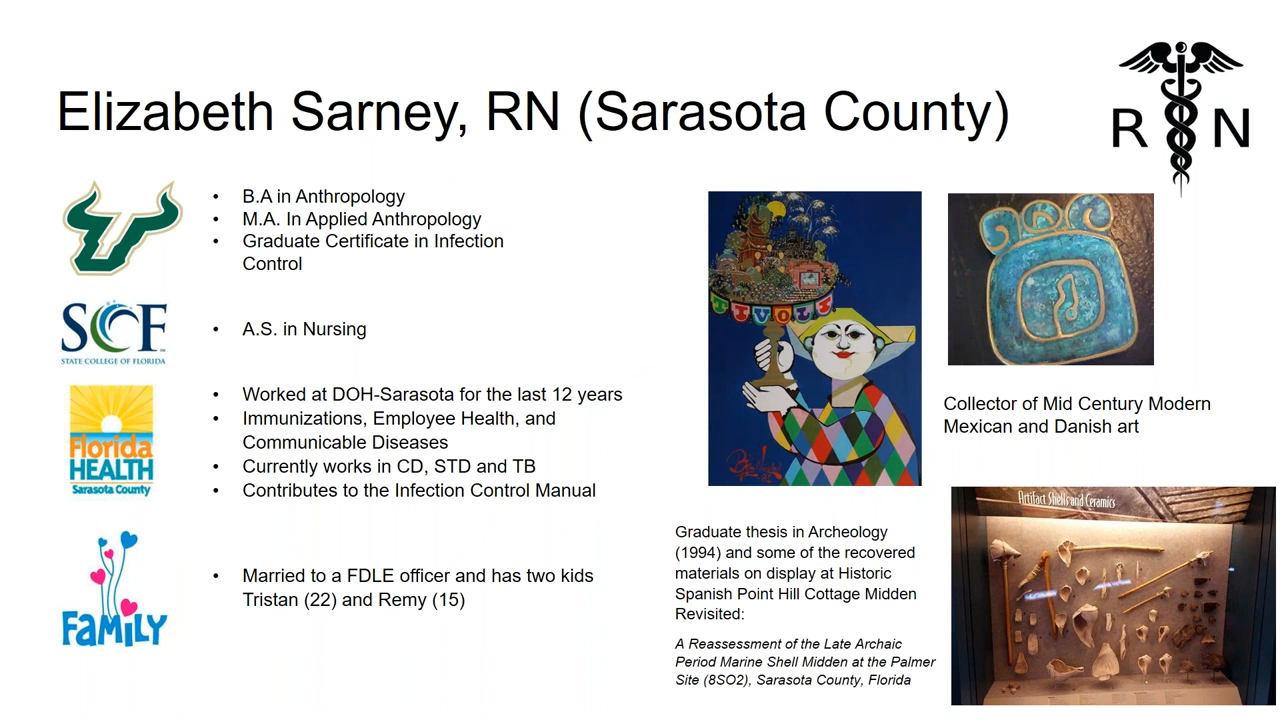 Elizabeth Sarney, RN (Sarasota County)
R N
• B.A in Anthropology
• M.A. In Applied Anthropology
• Graduate Certificate in Infection
Control
SCF
STATE COLLEGE OF FLORIDA
• A.S. in Nursing
Florida
HEALTH
Sarasota County
• Worked at DOH-Sarasota for the last 12 years
• Immunizations, Employee Health, and
Communicable Diseases
• Currently works in CD, STD and TB
• Contributes to the Infection Control Manual
FAMILY
• Married to a FDLE officer and has two kids
Tristan (22) and Remy (15)
TIVOLI
Collector of Mid Century Modern
Mexican and Danish art
Graduate thesis in Archeology
(1994) and some of the recovered
materials on display at Historic
Spanish Point Hill Cottage Midden
Revisited:
A Reassessment of the Late Archaic
Period Marine Shell Midden at the Palmer
Site (8SO2), Sarasota County, Florida
Artifact Shells and Ceramics